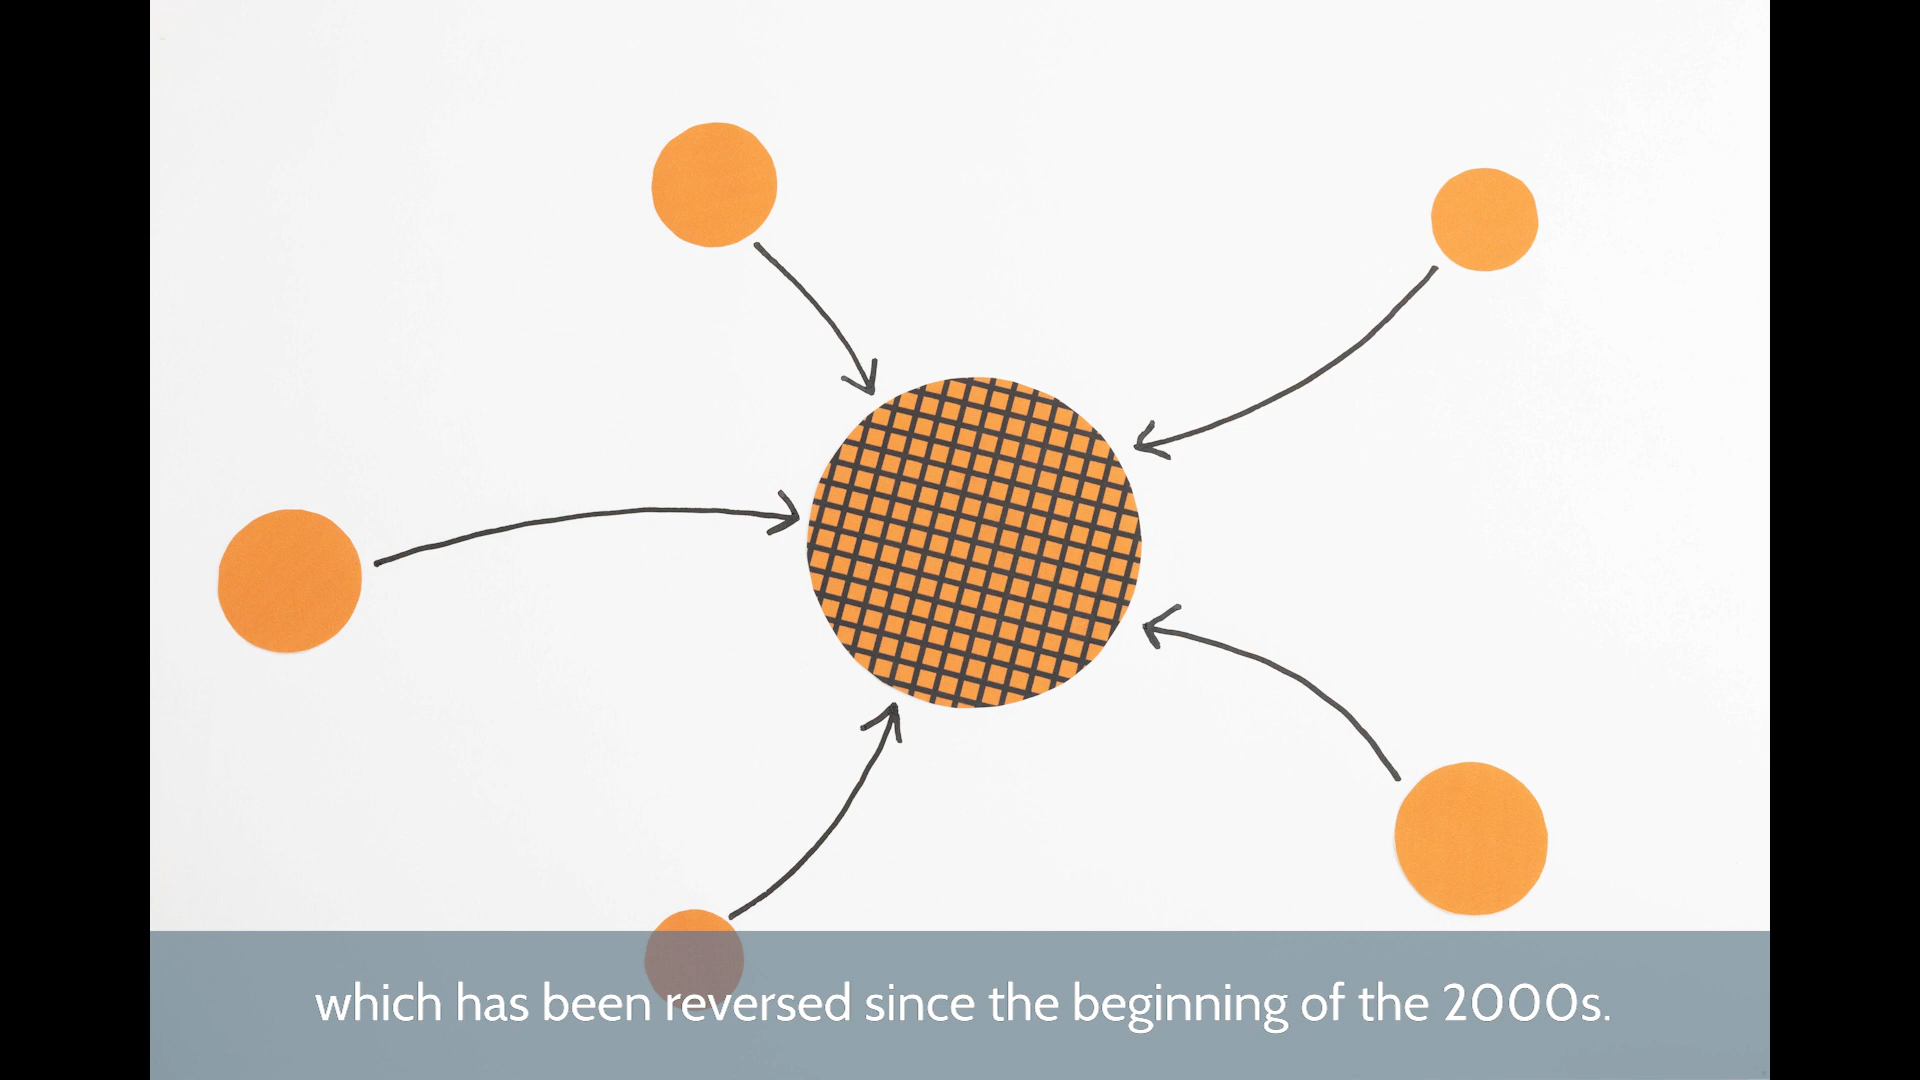 which has been reversed since the beginning of the 2000s.